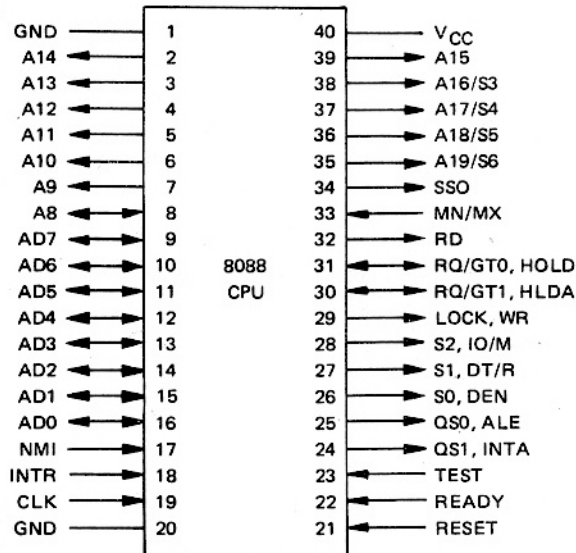 GND 1 40 VCC
A14 2 39 A15
A13 3 38 A16/S3
A12 4 37 A17/S4
A11 5 36 A18/S5
A10 6 35 A19/S6
A9 7 34 SSO
A8 8 33 MN/MX
AD7 9 32 RD
AD6 10 8088 31 RQ/GT0, HOLD
AD5 11 CPU 30 RQ/GT1, HLDA
AD4 12 29 LOCK, WR
AD3 13 28 S2, IO/M
AD2 14 27 S1, DT/R
AD1 15 26 S0, DEN
AD0 16 25 QS0, ALE
NMI 17 24 QS1, INTA
INTR 18 23 TEST
CLK 19 22 READY
GND 20 21 RESET